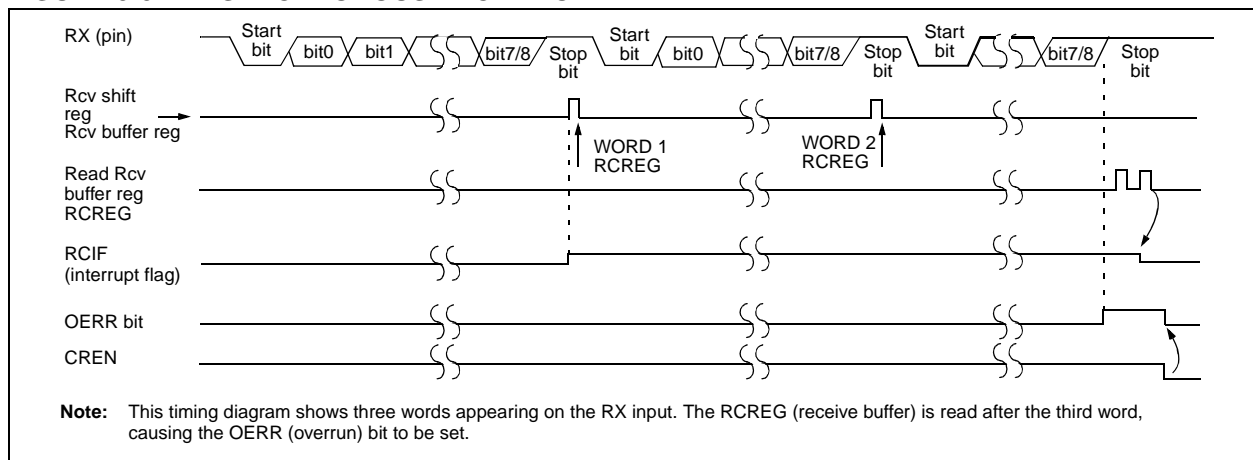 RX (pin)
Start
bit
bit0
bit1
bit7/8
Stop
bit
Start
bit
bit0
bit7/8
Stop
bit
Start
bit
bit7/8
Stop
bit
Rcv shift
reg
Rcv buffer reg
WORD 1
RCREG
WORD 2
RCREG
Read Rcv
buffer reg
RCREG
RCIF
(interrupt flag)
OERR bit
CREN
Note: This timing diagram shows three words appearing on the RX input. The RCREG (receive buffer) is read after the third word,
causing the OERR (overrun) bit to be set.